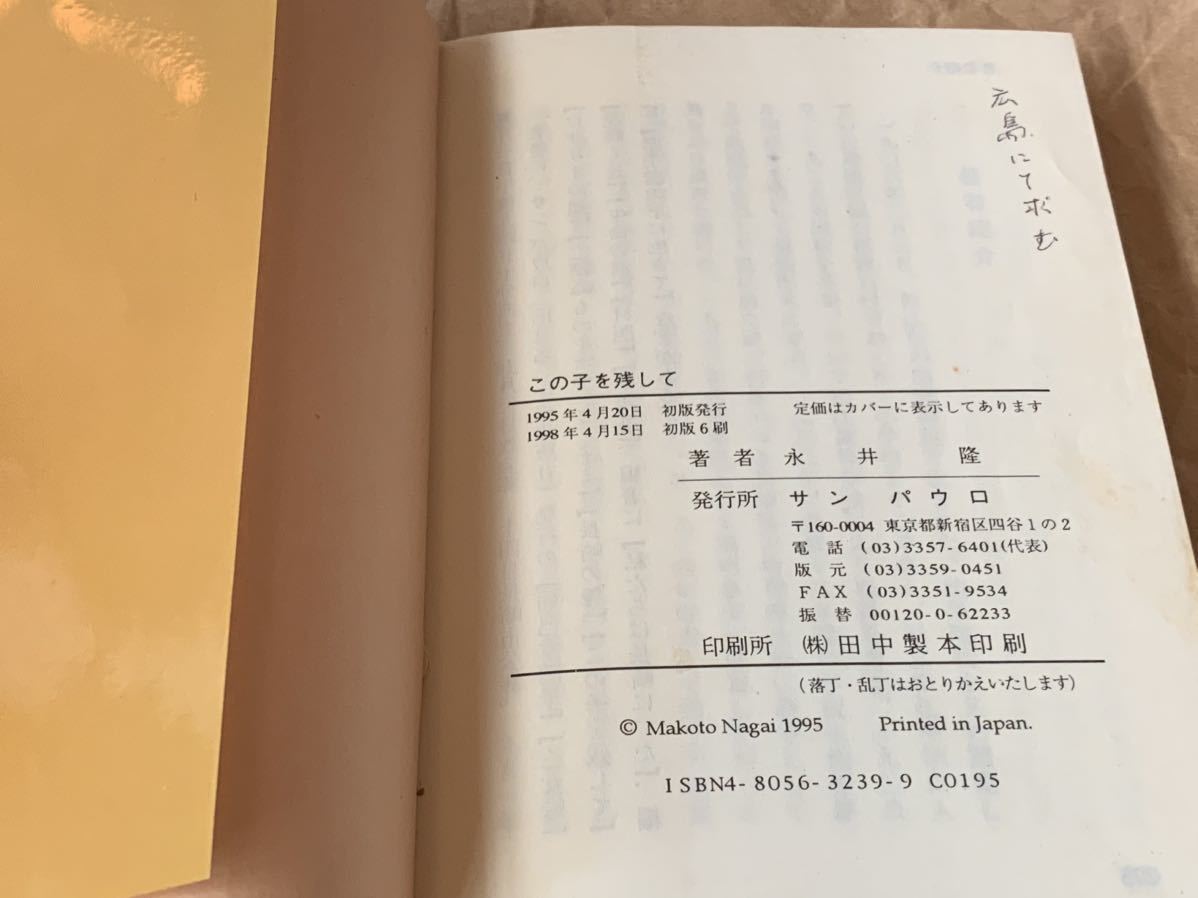 広島にて求む
この子を残して
1995年4月20日 初版発行 定価はカバーに表示してあります
1998年4月15日 初版6刷
著者 永井 隆
発行所 サン パウロ
〒160-0004 東京都新宿区四谷1の2
電話 (03)3357-6401(代表)
版元 (03)3359-0451
FAX (03)3351-9534
振替 00120-0-62233
印刷所 ㈱田中製本印刷
(落丁・乱丁はおとりかえいたします)
© Makoto Nagai 1995 Printed in Japan.
ISBN4-8056-3239-9 C0195